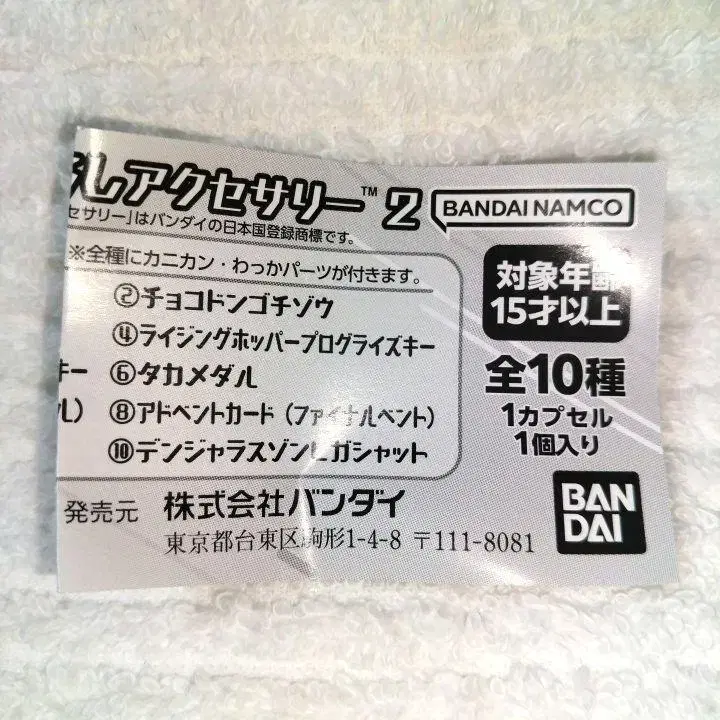 アクセサリー™ 2
BANDAI NAMCO
セサリー」はバンダイの日本国登録商標です。
※全種にカニカン・わっかパーツが付きます。
②チョコドンゴチゾウ
④ライジングホッパープログライズキー
キー ⑥タカメダル
ル) ⑧アドベントカード (ファイナルベント)
⑩デンジャラスゾンビガシャット
対象年齢
15才以上
全10種
1カプセル
1個入り
発売元 株式会社バンダイ
東京都台東区駒形1-4-8 〒111-8081
BAN
DAI